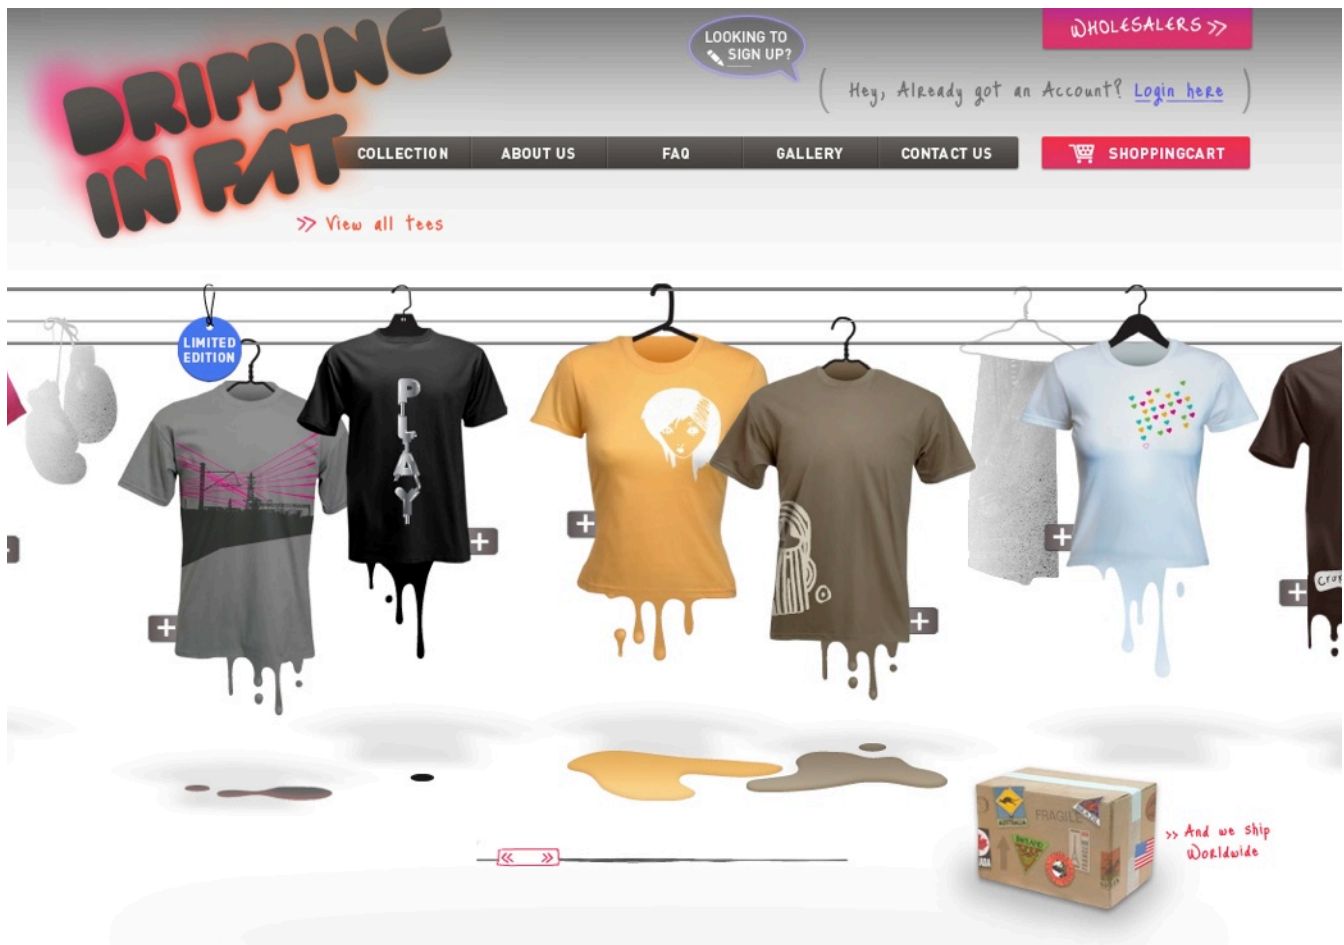 DRIPPING
IN FAT
LOOKING TO
SIGN UP?
WHOLESALERS >>
Hey, Already got an Account? Login here
COLLECTION
ABOUT US
FAQ
GALLERY
CONTACT US
SHOPPINGCART
>> View all tees
LIMITED
EDITION
PLAY
FRAGILE
AUSTRALIA
>> And we ship
Worldwide